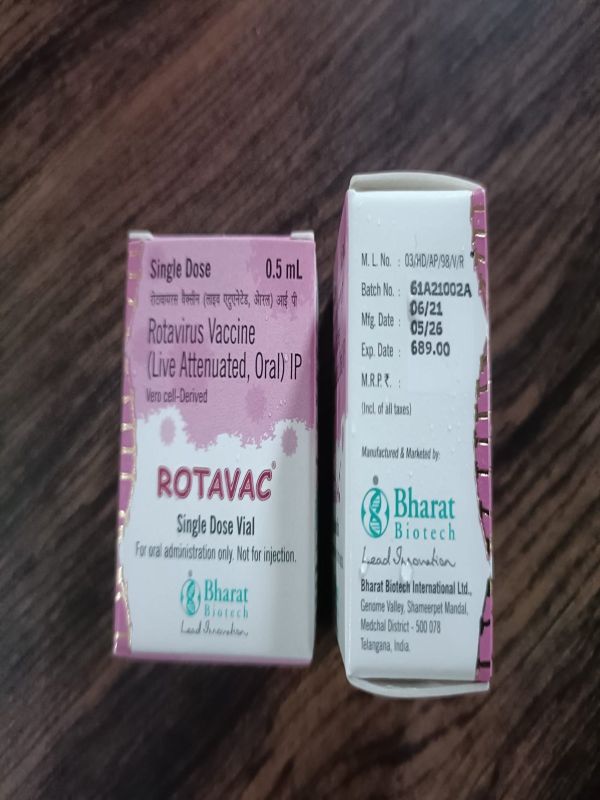 Single Dose 0.5 mL
रोटावायरस वैक्सीन (लाइव एटुएनेटेड, ओरल) आई पी
Rotavirus Vaccine
(Live Attenuated, Oral) IP
Vero cell-Derived
ROTAVAC®
Single Dose Vial
For oral administration only. Not for injection.
Bharat
Biotech
Lead Innovation
M. L. No. : 03/HD/AP/98/V/R
Batch No. : 61A21002A
Mfg. Date : 06/21
Exp. Date : 05/26
M.R.P. ₹. : 689.00
(Incl. of all taxes)
Manufactured & Marketed by:
Bharat
Biotech
Lead Innovation
Bharat Biotech International Ltd.,
Genome Valley, Shameerpet Mandal,
Medchal District - 500 078
Telangana, India.